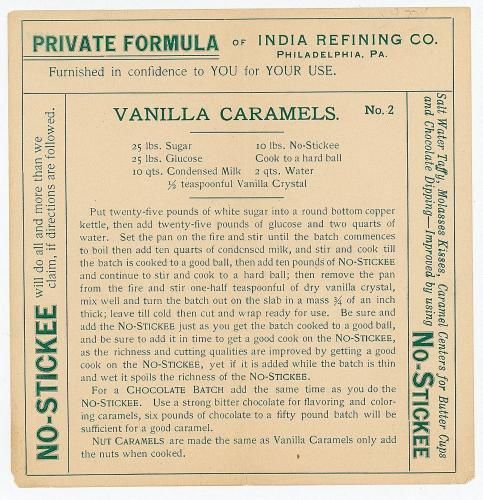 PRIVATE FORMULA OF INDIA REFINING CO.
PHILADELPHIA, PA.
Furnished in confidence to YOU for YOUR USE.
NO-STICKEE will do all and more than we
claim, if directions are followed.
VANILLA CARAMELS. No. 2
25 lbs. Sugar 10 lbs. No-Stickee
25 lbs. Glucose Cook to a hard ball
10 qts. Condensed Milk 2 qts. Water
½ teaspoonful Vanilla Crystal
Put twenty-five pounds of white sugar into a round bottom copper
kettle, then add twenty-five pounds of glucose and two quarts of
water. Set the pan on the fire and stir until the batch commences
to boil then add ten quarts of condensed milk, and stir and cook till
the batch is cooked to a good ball, then add ten pounds of NO-STICKEE
and continue to stir and cook to a hard ball; then remove the pan
from the fire and stir one-half teaspoonful of dry vanilla crystal,
mix well and turn the batch out on the slab in a mass ¾ of an inch
thick; leave till cold then cut and wrap ready for use. Be sure and
add the NO-STICKEE just as you get the batch cooked to a good ball,
and be sure to add it in time to get a good cook on the NO-STICKEE,
as the richness and cutting qualities are improved by getting a good
cook on the NO-STICKEE, yet if it is added while the batch is thin
and wet it spoils the richness of the NO-STICKEE.
For a CHOCOLATE BATCH add the same time as you do the
NO-STICKEE. Use a strong bitter chocolate for flavoring and color-
ing caramels, six pounds of chocolate to a fifty pound batch will be
sufficient for a good caramel.
NUT CARAMELS are made the same as Vanilla Caramels only add
the nuts when cooked.
Salt Water Taffy, Molasses Kisses, Caramel Centers for Butter Cups
and Chocolate Dipping—Improved by using NO-STICKEE